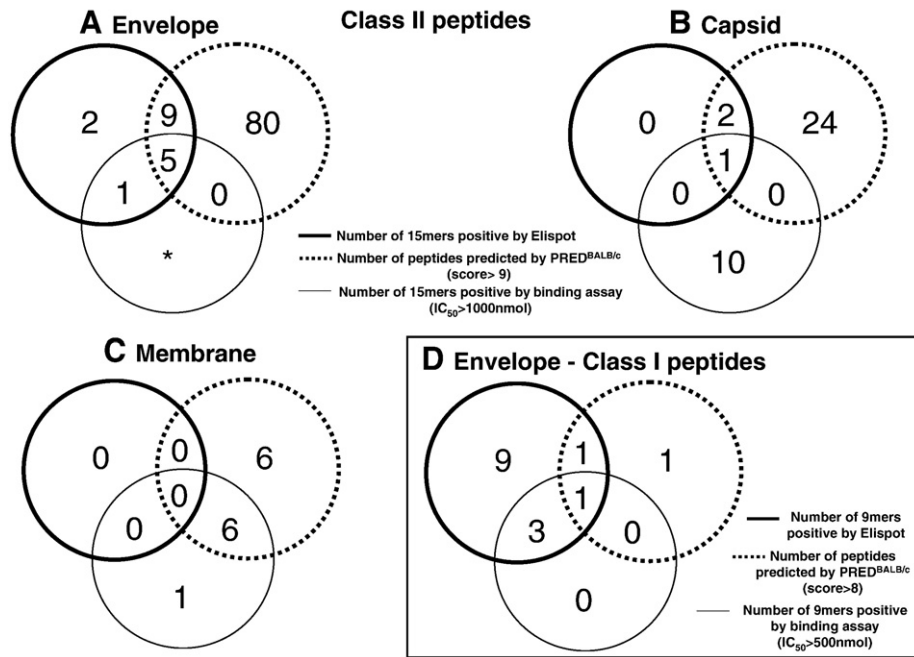 Class II peptides
A Envelope
2
9
80
5
1
0
*
B Capsid
0
2
24
1
0
0
10
Number of 15mers positive by Elispot
Number of peptides predicted by PREDBALB/c
(score> 9)
Number of 15mers positive by binding assay
(IC50>1000nmol)
C Membrane
0
0
6
0
0
6
1
D Envelope - Class I peptides
9
1
1
1
3
0
0
Number of 9mers
positive by Elispot
Number of peptides
predicted by PREDBALB/c
(score>8)
Number of 9mers positive
by binding assay
(IC50>500nmol)